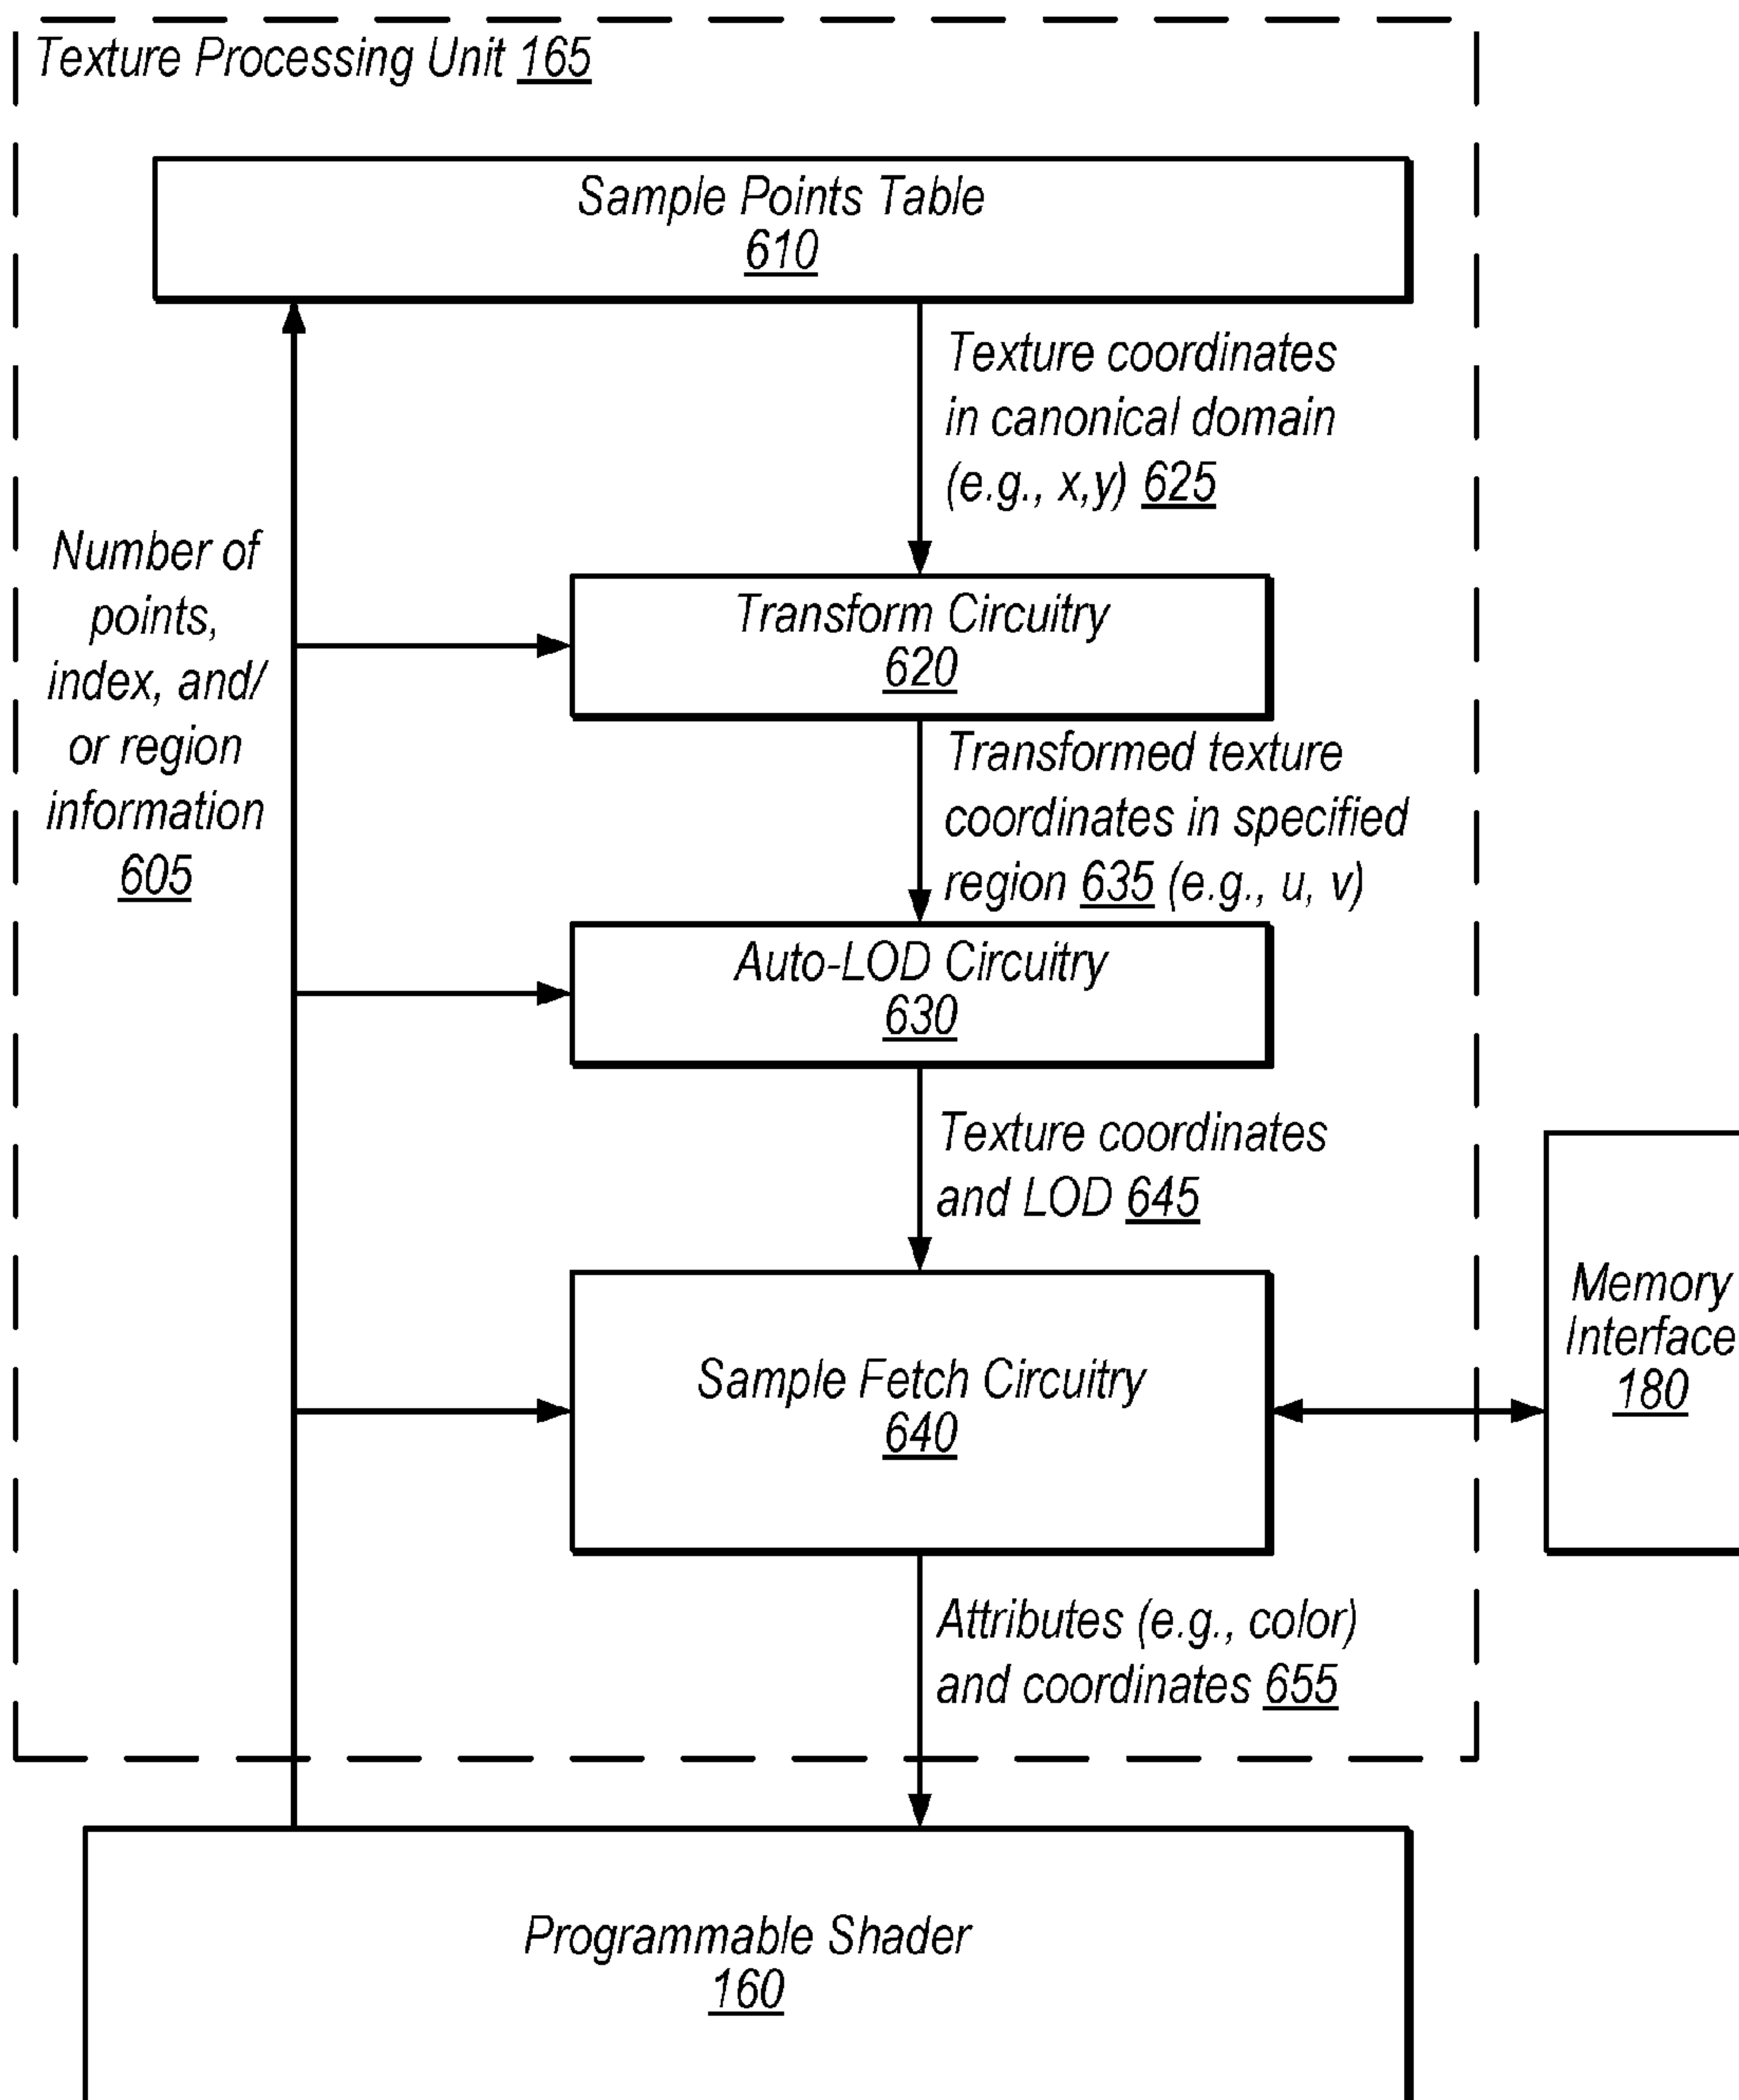 Texture Processing Unit 165
Sample Points Table
610
Texture coordinates
in canonical domain
(e.g., x,y) 625
Number of
points,
index, and/
or region
information
605
Transform Circuitry
620
Transformed texture
coordinates in specified
region 635 (e.g., u, v)
Auto-LOD Circuitry
630
Texture coordinates
and LOD 645
Memory
Interface
180
Sample Fetch Circuitry
640
Attributes (e.g., color)
and coordinates 655
Programmable Shader
160